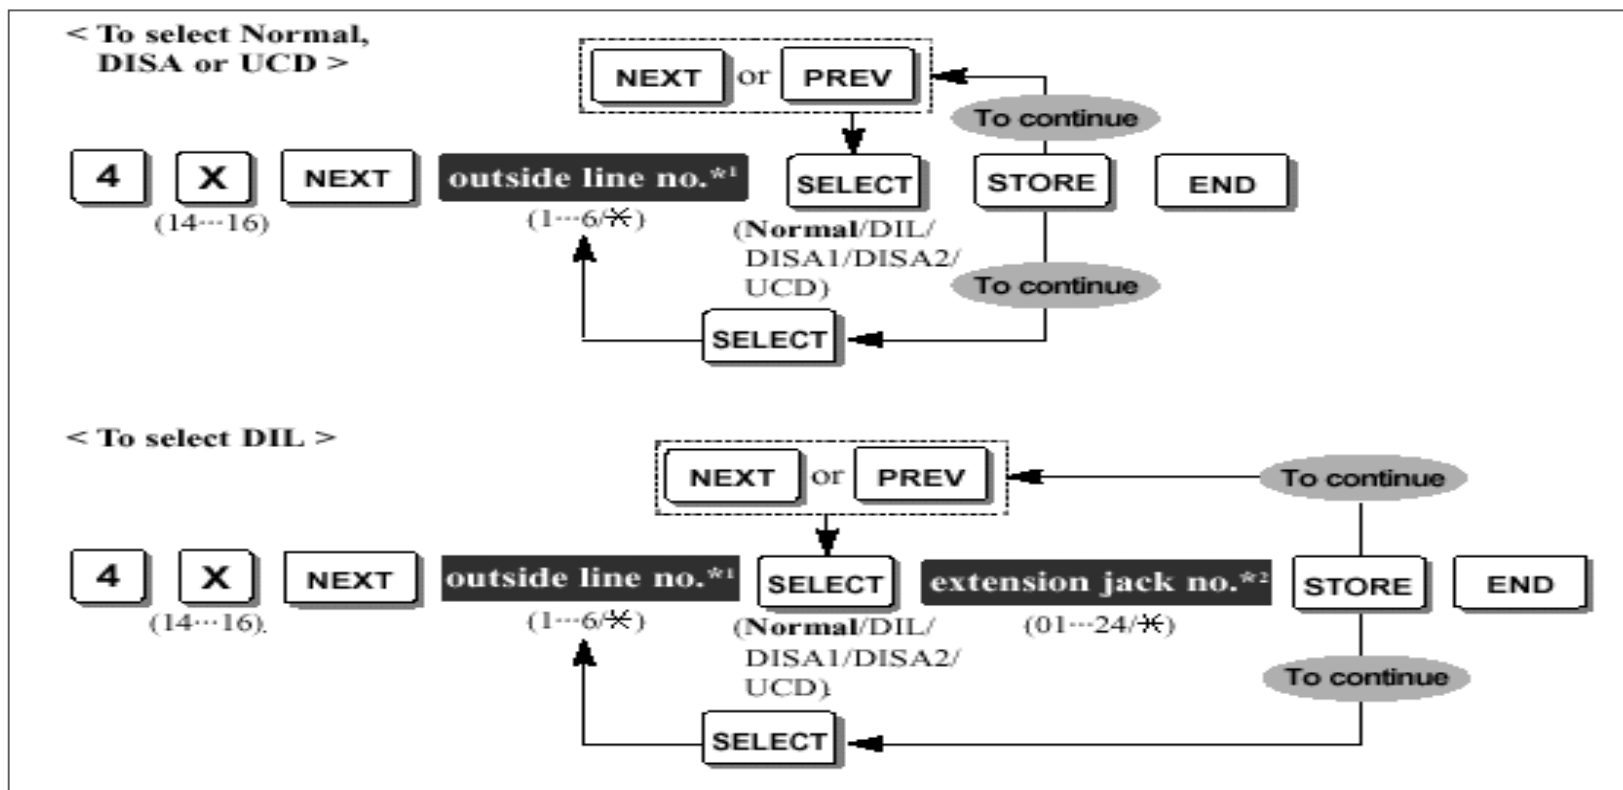 < To select Normal,
DISA or UCD >
NEXT or PREV
To continue
4 X NEXT outside line no.*1 SELECT STORE END
(14···16) (1···6/✕) (Normal/DIL/
DISA1/DISA2/
UCD)
To continue
SELECT
< To select DIL >
NEXT or PREV To continue
4 X NEXT outside line no.*1 SELECT extension jack no.*2 STORE END
(14···16). (1···6/✕) (Normal/DIL/ (01···24/✕)
DISA1/DISA2/
UCD).
To continue
SELECT